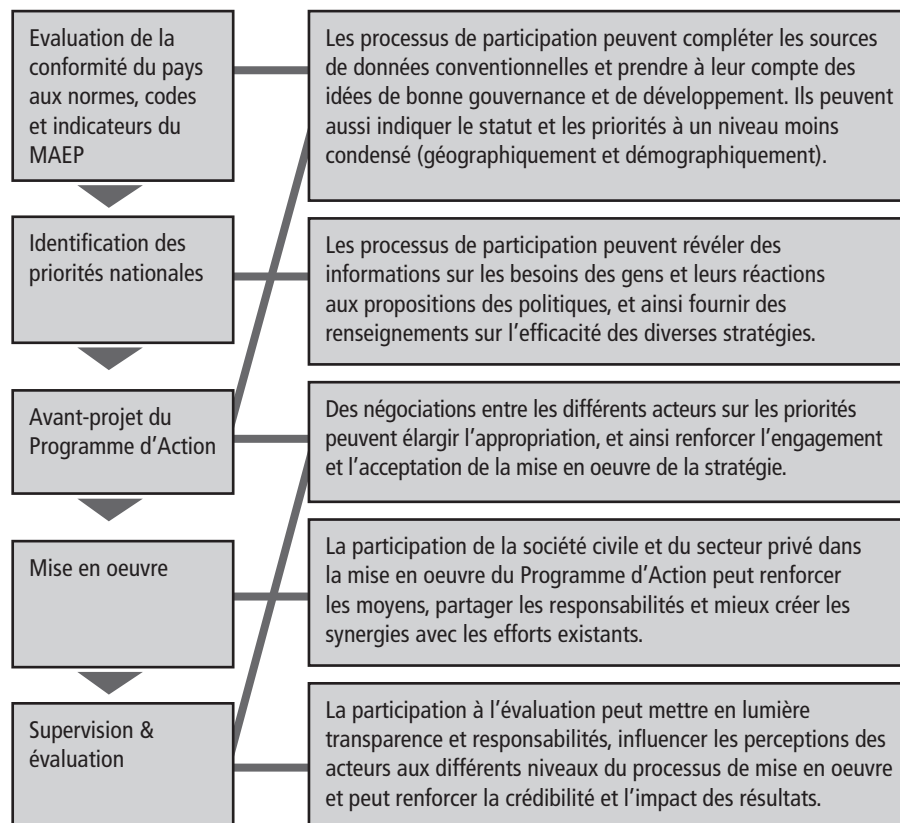 Evaluation de la
conformité du pays
aux normes, codes
et indicateurs du
MAEP
Les processus de participation peuvent compléter les sources
de données conventionnelles et prendre à leur compte des
idées de bonne gouvernance et de développement. Ils peuvent
aussi indiquer le statut et les priorités à un niveau moins
condensé (géographiquement et démographiquement).
Identification des
priorités nationales
Les processus de participation peuvent révéler des
informations sur les besoins des gens et leurs réactions
aux propositions des politiques, et ainsi fournir des
renseignements sur l’efficacité des diverses stratégies.
Avant-projet du
Programme d’Action
Des négociations entre les différents acteurs sur les priorités
peuvent élargir l’appropriation, et ainsi renforcer l’engagement
et l’acceptation de la mise en oeuvre de la stratégie.
Mise en oeuvre
La participation de la société civile et du secteur privé dans
la mise en oeuvre du Programme d’Action peut renforcer
les moyens, partager les responsabilités et mieux créer les
synergies avec les efforts existants.
Supervision &
évaluation
La participation à l’évaluation peut mettre en lumière
transparence et responsabilités, influencer les perceptions des
acteurs aux différents niveaux du processus de mise en oeuvre
et peut renforcer la crédibilité et l’impact des résultats.